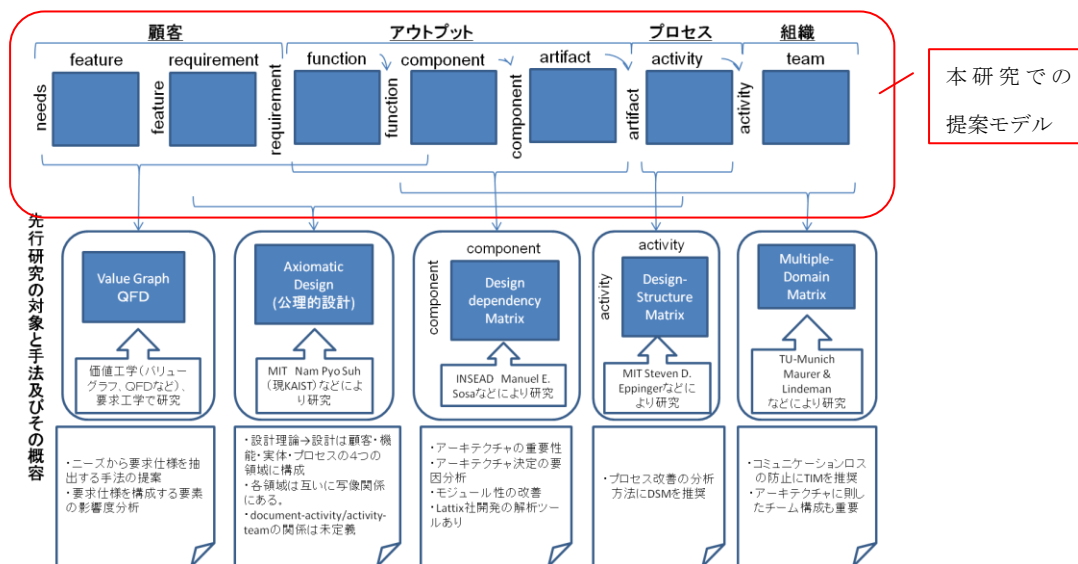 顧客
アウトプット
プロセス
組織
feature
requirement
function
component
artifact
activity
team
needs
feature
requirement
function
component
artifact
activity
本研究での
提案モデル
先行研究の対象と手法及びその概容
Value Graph
QFD
価値工学(バリュー
グラフ、QFDなど)、
要求工学で研究
・ニーズから要求仕様を抽
出する手法の提案
・要求仕様を構成する要素
の影響度分析
Axiomatic
Design
(公理的設計)
MIT Nam Pyo Suh
(現KAIST)などによ
り研究
・設計理論→設計は顧客・機
能・実体・プロセスの4つの
領域に構成
・各領域は互いに写像関係
にある。
・document-activity/activity-
teamの関係は未定義
component
component
Design
dependency
Matrix
INSEAD Manuel E.
Sosaなどにより研究
・アーキテクチャの重要性
・アーキテクチャ決定の要
因分析
・モジュール性の改善
・Lattix社開発の解析ツー
ルあり
activity
activity
Design-
Structure
Matrix
MIT Steven D.
Eppingerなどに
より研究
・プロセス改善の分析
方法にDSMを推奨
Multiple-
Domain
Matrix
TU-Munich
Maurer &
Lindeman
などにより研究
・コミュニケーションロス
の防止にTIMを推奨
・アーキテクチャに則し
たチーム構成も重要